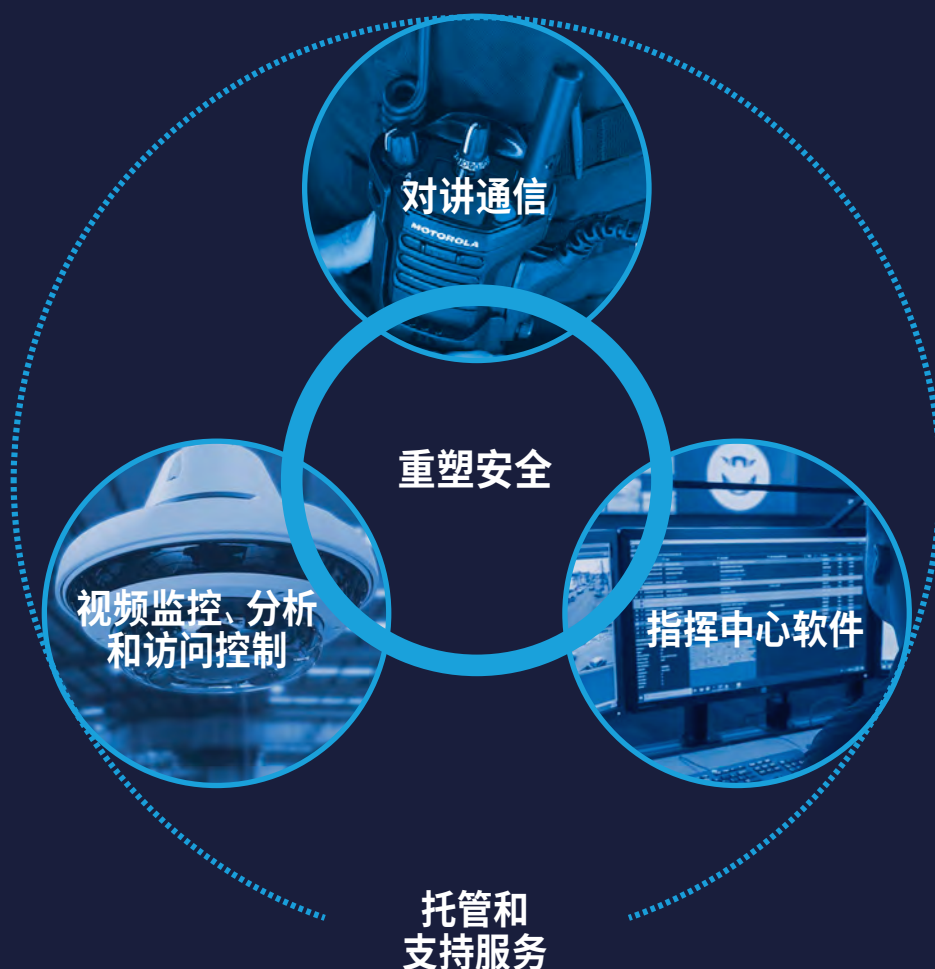 对讲通信
MOTOROLA
重塑安全
视频监控、分析
和访问控制
指挥中心软件
托管和
支持服务